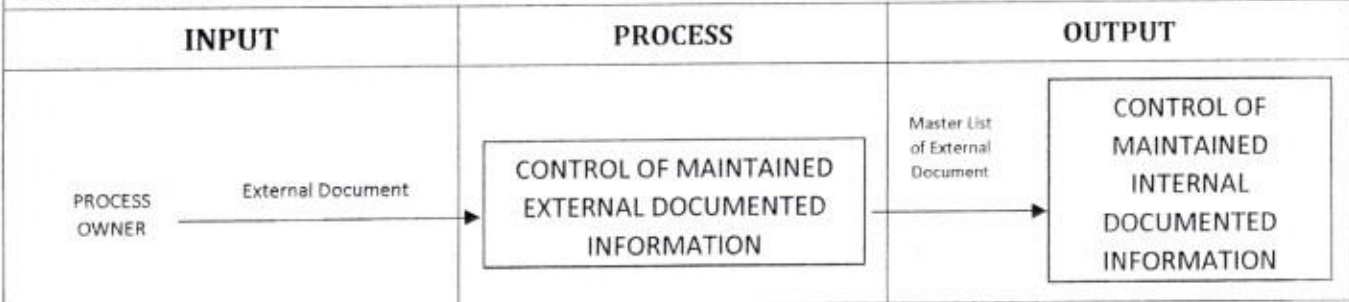 INPUT
PROCESS
OUTPUT
PROCESS
OWNER
External Document
CONTROL OF MAINTAINED
EXTERNAL DOCUMENTED
INFORMATION
Master List
of External
Document
CONTROL OF
MAINTAINED
INTERNAL
DOCUMENTED
INFORMATION